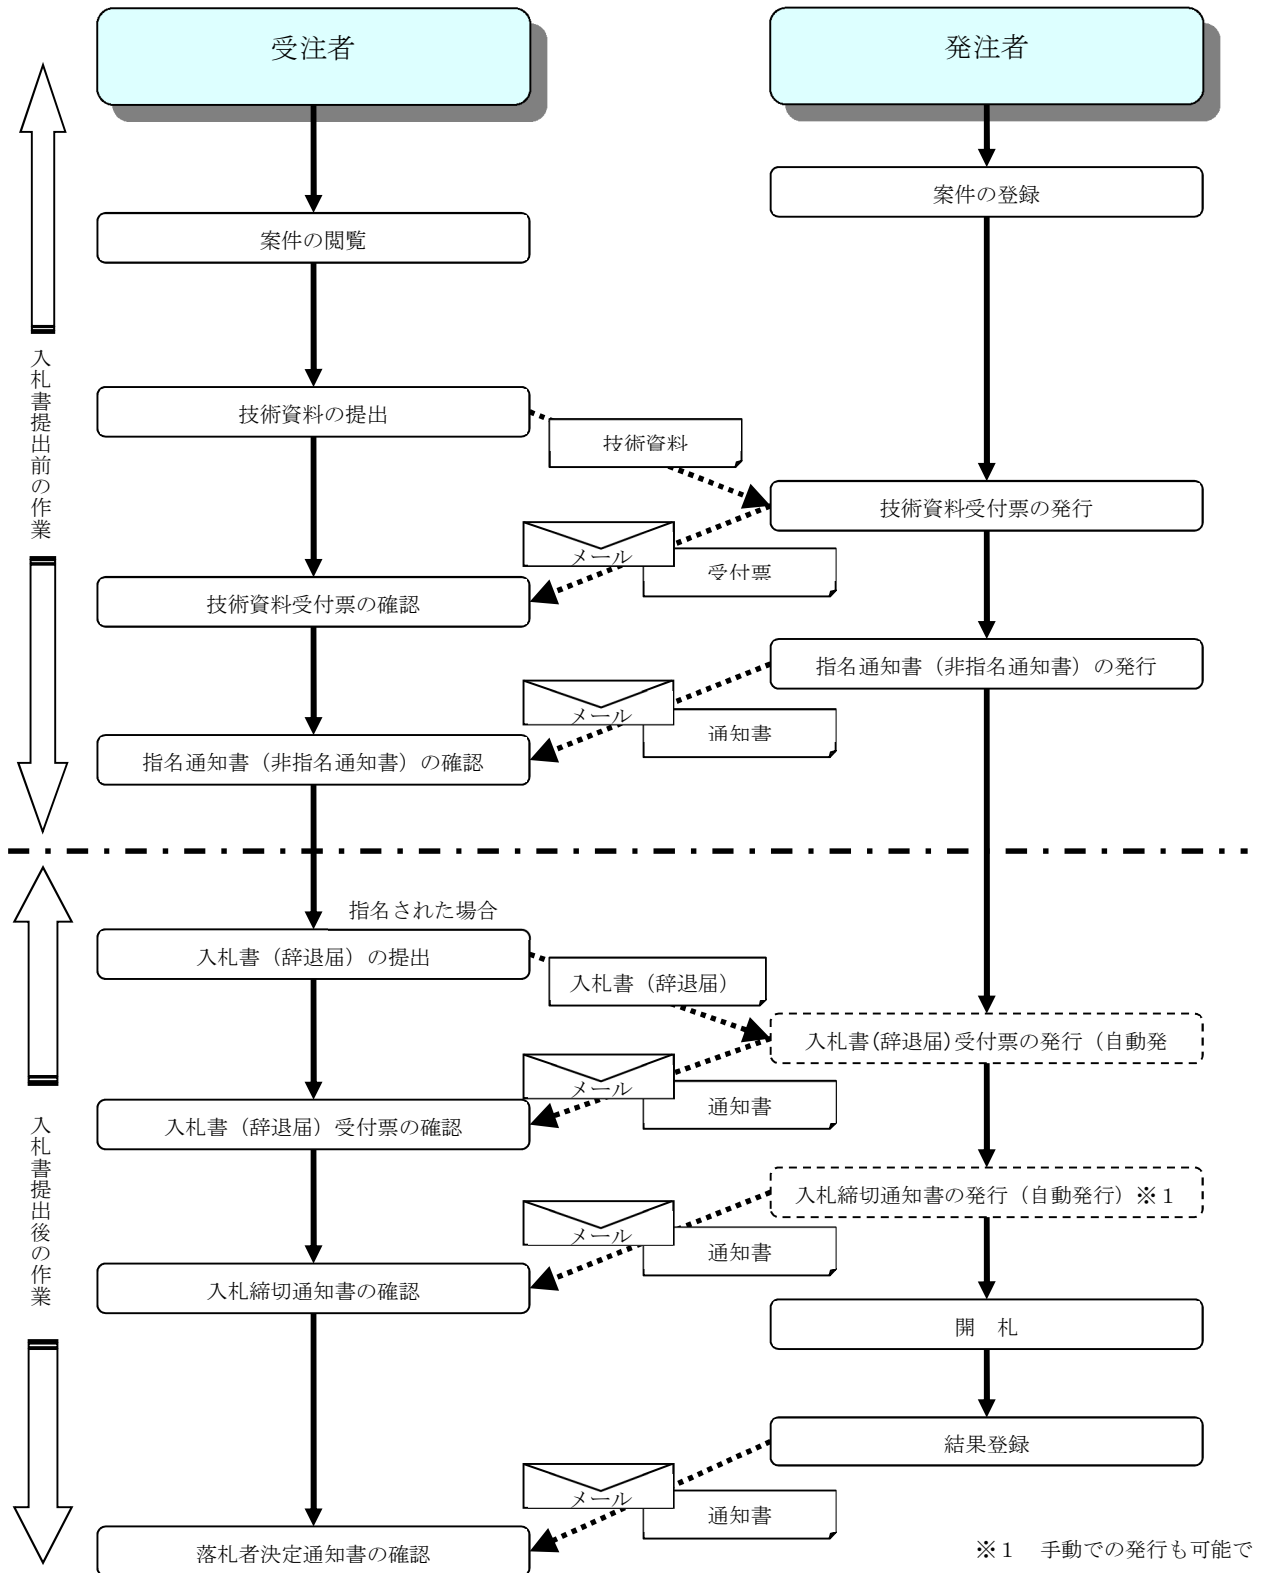 受注者
発注者
案件の登録
案件の閲覧
入札書提出前の作業
技術資料の提出
技術資料
技術資料受付票の発行
メール
受付票
技術資料受付票の確認
指名通知書（非指名通知書）の発行
メール
通知書
指名通知書（非指名通知書）の確認
指名された場合
入札書（辞退届）の提出
入札書（辞退届）
入札書（辞退届）受付票の発行（自動発
メール
通知書
入札書（辞退届）受付票の確認
入札書提出後の作業
入札締切通知書の発行（自動発行）※１
メール
通知書
入札締切通知書の確認
開　札
結果登録
メール
通知書
落札者決定通知書の確認
※１　手動での発行も可能で